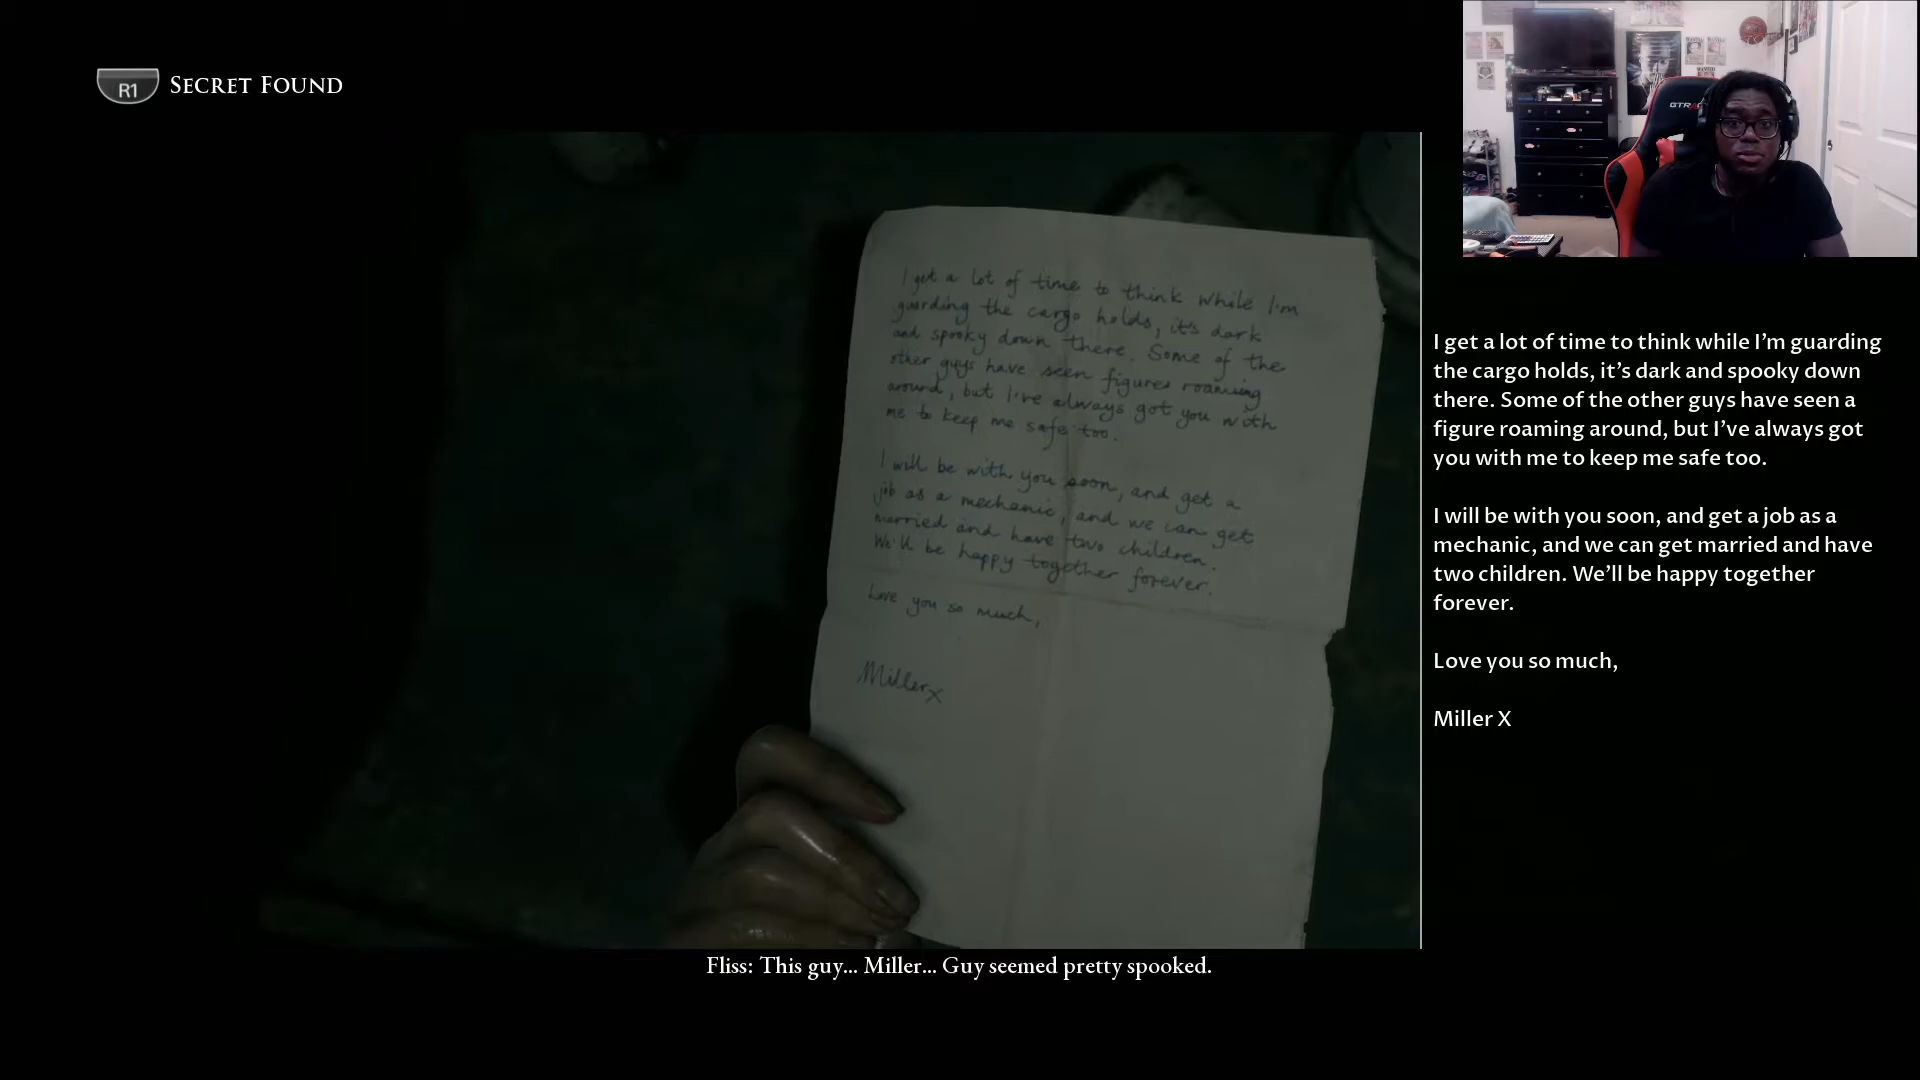 R1 SECRET FOUND
GTRA
WANTED
I get a lot of time to think while I'm
guarding the cargo holds, it's dark
and spooky down there. Some of the
other guys have seen figures roaming
around, but I've always got you with
me to keep me safe too.
I will be with you soon, and get a
job as a mechanic, and we can get
married and have two children.
We'll be happy together forever.
Love you so much,
Miller x
I get a lot of time to think while I'm guarding
the cargo holds, it's dark and spooky down
there. Some of the other guys have seen a
figure roaming around, but I've always got
you with me to keep me safe too.
I will be with you soon, and get a job as a
mechanic, and we can get married and have
two children. We'll be happy together
forever.
Love you so much,
Miller X
Fliss: This guy... Miller... Guy seemed pretty spooked.